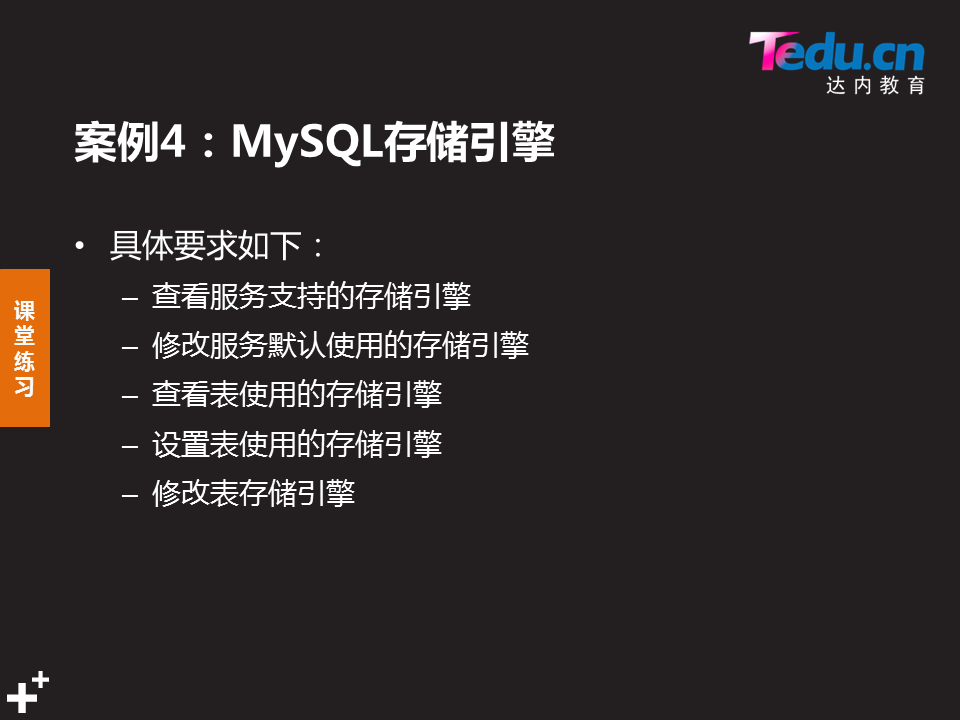 Tedu.cn
达内教育
案例4：MySQL存储引擎
• 具体要求如下：
– 查看服务支持的存储引擎
– 修改服务默认使用的存储引擎
– 查看表使用的存储引擎
– 设置表使用的存储引擎
– 修改表存储引擎
课堂练习